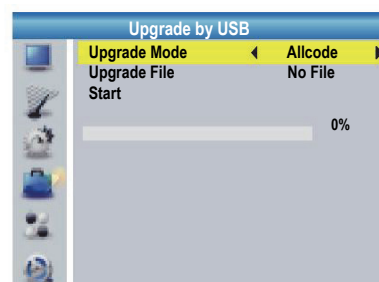 Upgrade by USB
Upgrade Mode Allcode
Upgrade File No File
Start
0%